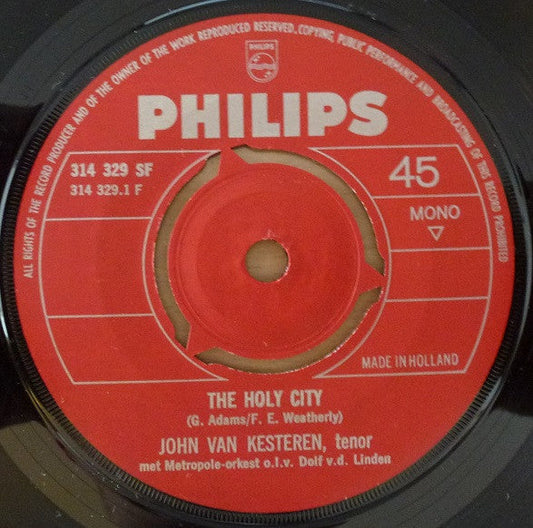 ALL RIGHTS OF THE RECORD PRODUCER AND OF THE OWNER OF THE WORK REPRODUCED RESERVED. COPYING, PUBLIC PERFORMANCE AND BROADCASTING OF THIS RECORD PROHIBITED
PHILIPS
PHILIPS
314 329 SF
314 329.1 F
45
MONO
MADE IN HOLLAND
THE HOLY CITY
(G. Adams/F. E. Weatherly)
JOHN VAN KESTEREN, tenor
met Metropole-orkest o.l.v. Dolf v.d. Linden